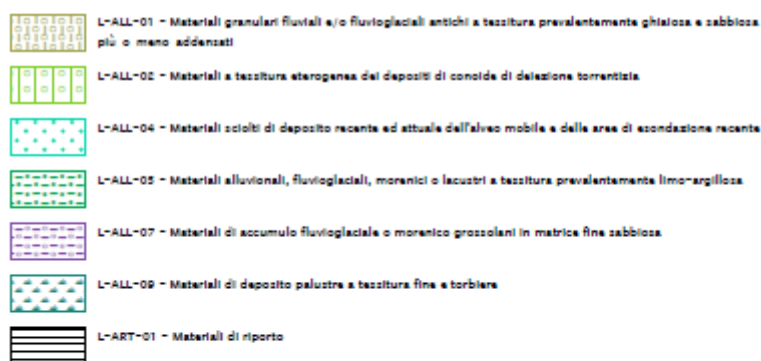 L-ALL-01 - Materiali granulari fluviali e/o fluvioglaciali antichi a tessitura prevalentemente ghiaiosa e sabbiosa
più o meno addensati
L-ALL-02 - Materiali a tessitura eterogenea dei depositi di conoide di deiezione torrentizia
L-ALL-04 - Materiali sciolti di deposito recente ed attuale dell'alveo mobile e delle aree di esondazione recente
L-ALL-05 - Materiali alluvionali, fluvioglaciali, morenici o lacustri a tessitura prevalentemente limo-argillosa
L-ALL-07 - Materiali di accumulo fluvioglaciale o morenico grossolani in matrice fine sabbiosa
L-ALL-09 - Materiali di deposito palustre a tessitura fine e torbiere
L-ART-01 - Materiali di riporto